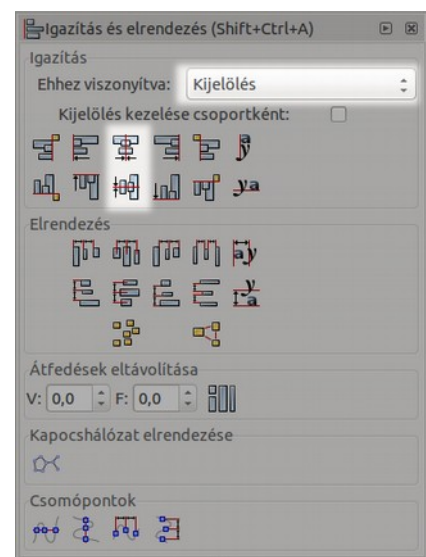 Igazítás és elrendezés (Shift+Ctrl+A)
Igazítás
Ehhez viszonyítva: Kijelölés
Kijelölés kezelése csoportként:
Elrendezés
Átfedések eltávolítása
V: 0,0 F: 0,0
Kapocshálózat elrendezése
Csomópontok